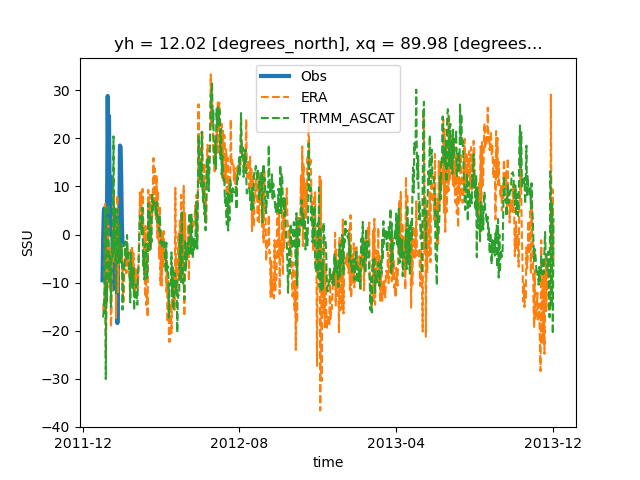 yh = 12.02 [degrees_north], xq = 89.98 [degrees...
Obs
ERA
TRMM_ASCAT
30
20
10
0
−10
−20
−30
−40
SSU
2011-12 2012-08 2013-04 2013-12
time